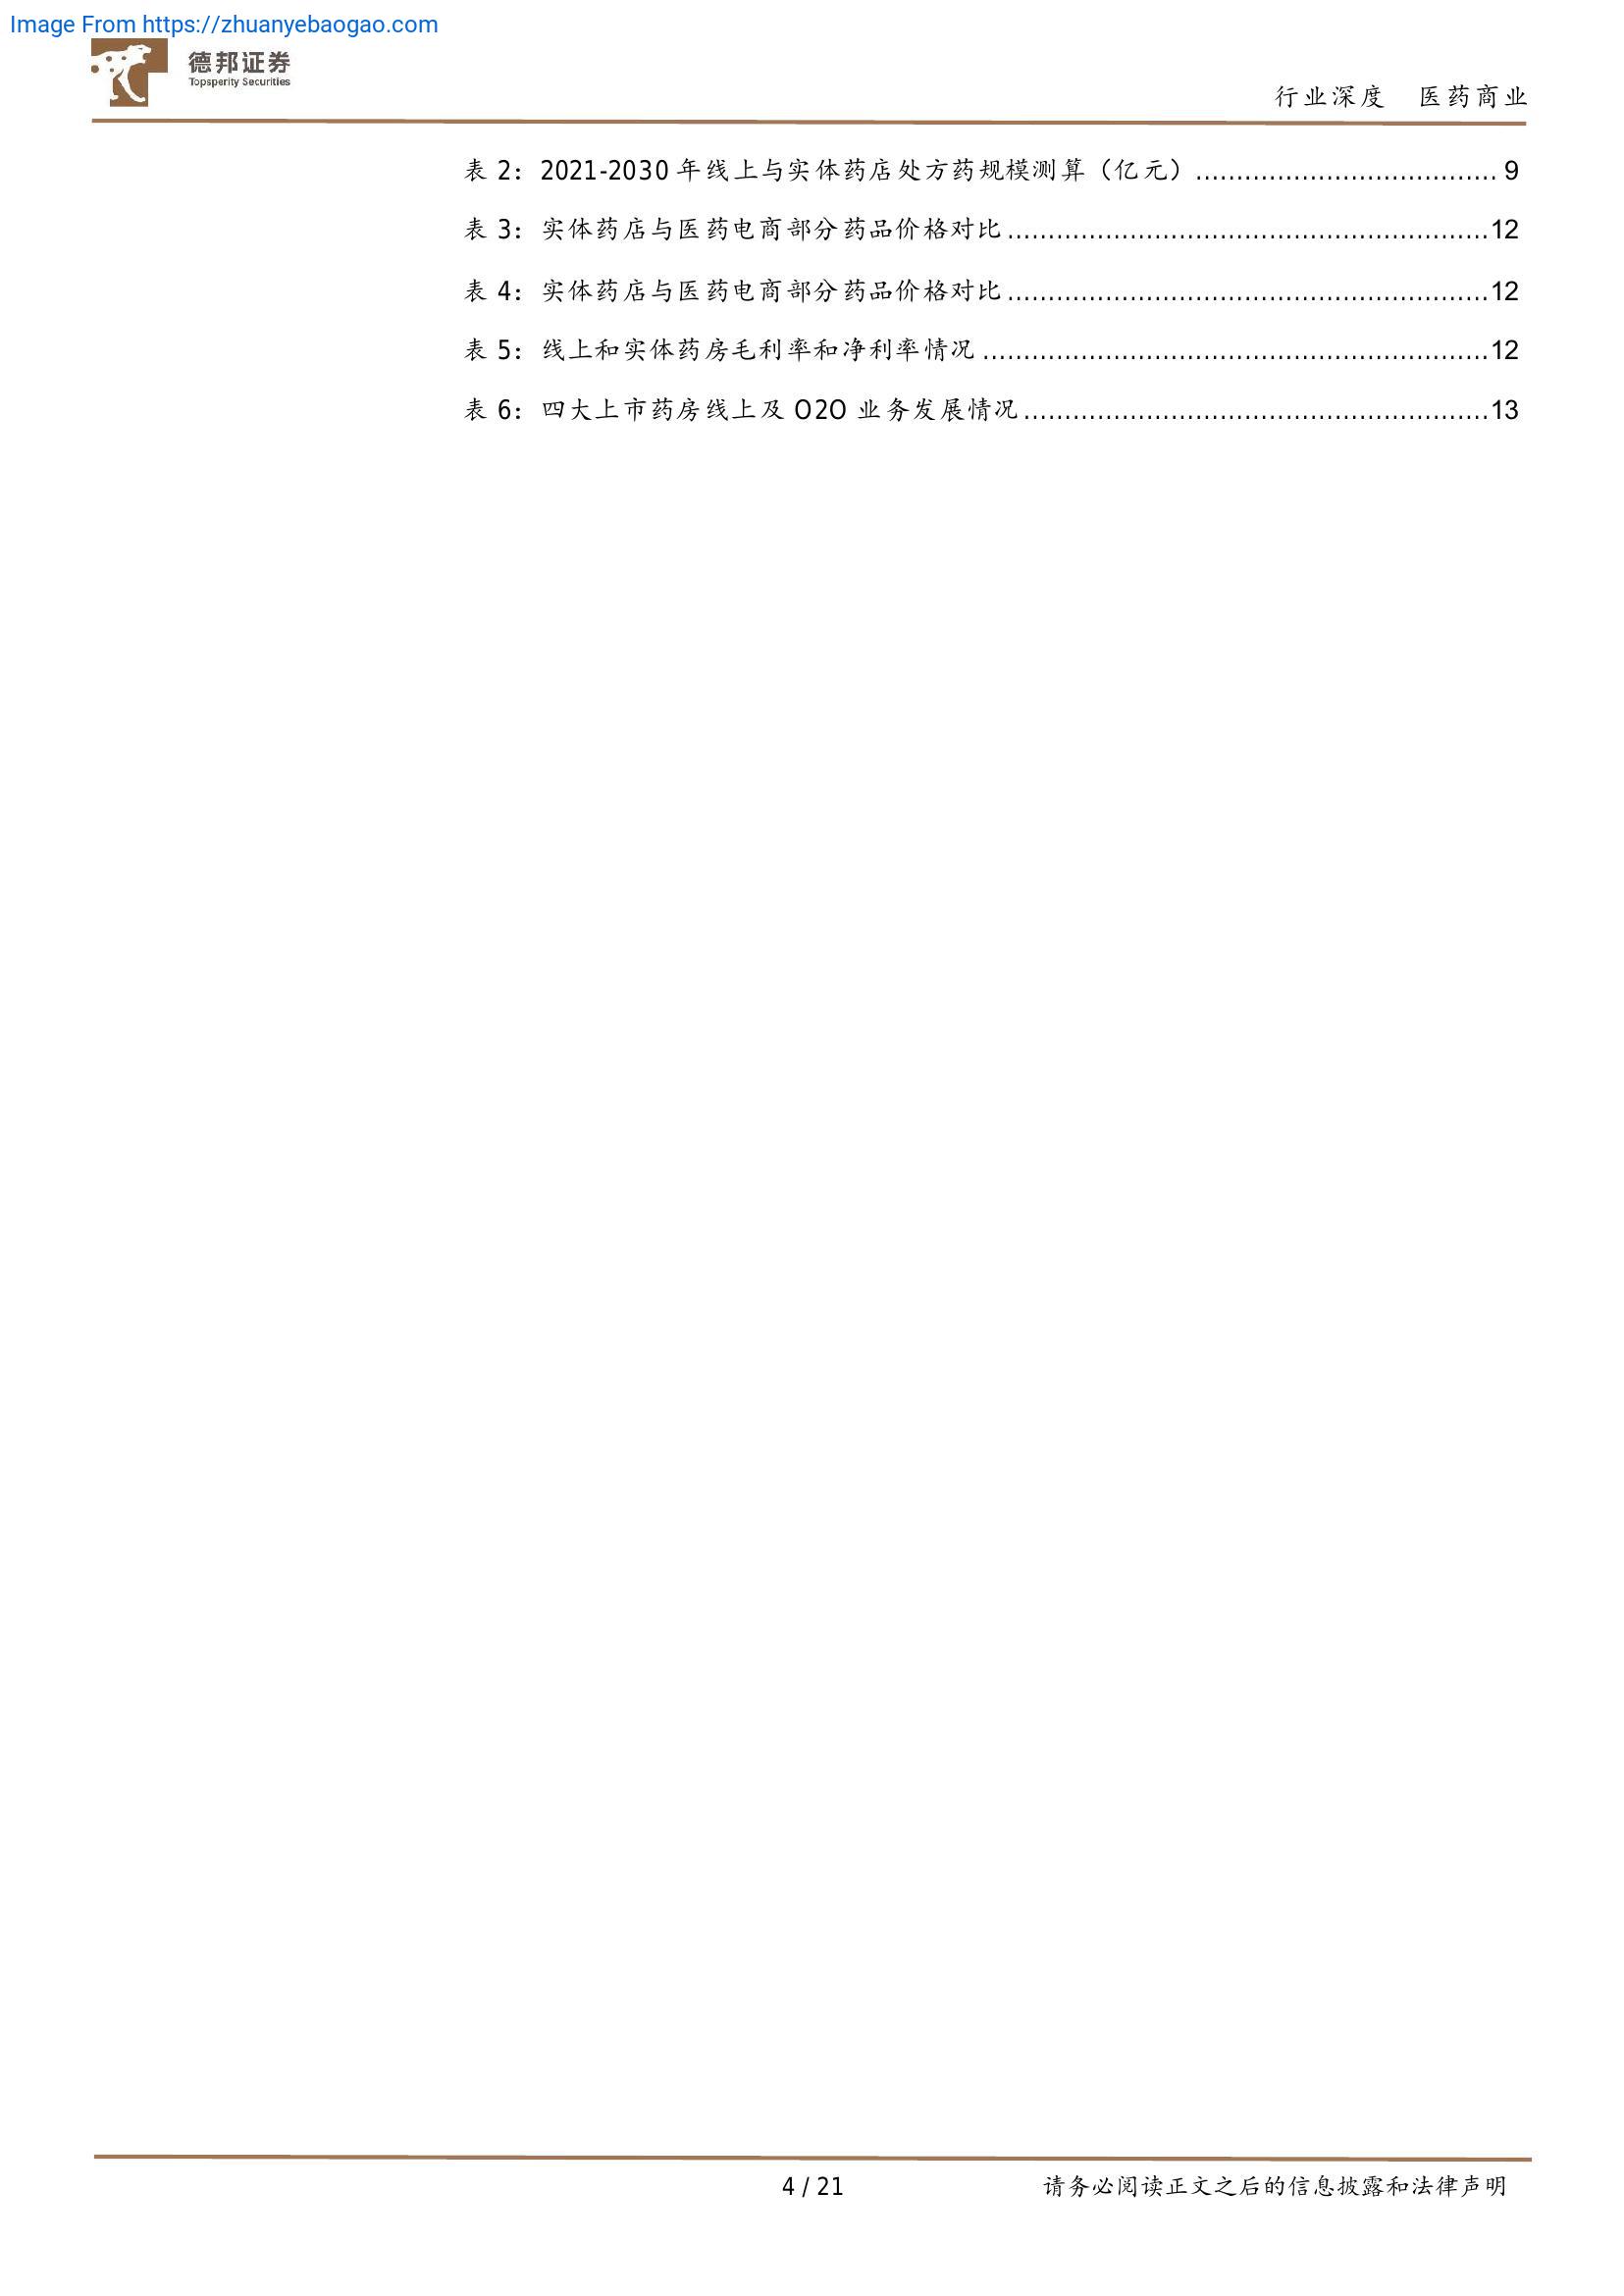 Image From https://zhuanyebaogao.com
德邦证券
Topsperity Securities
行业深度 医药商业
表 2：2021-2030 年线上与实体药店处方药规模测算（亿元）..................................... 9
表 3：实体药店与医药电商部分药品价格对比...........................................................12
表 4：实体药店与医药电商部分药品价格对比...........................................................12
表 5：线上和实体药房毛利率和净利率情况..............................................................12
表 6：四大上市药房线上及 O2O 业务发展情况.........................................................13
4 / 21
请务必阅读正文之后的信息披露和法律声明